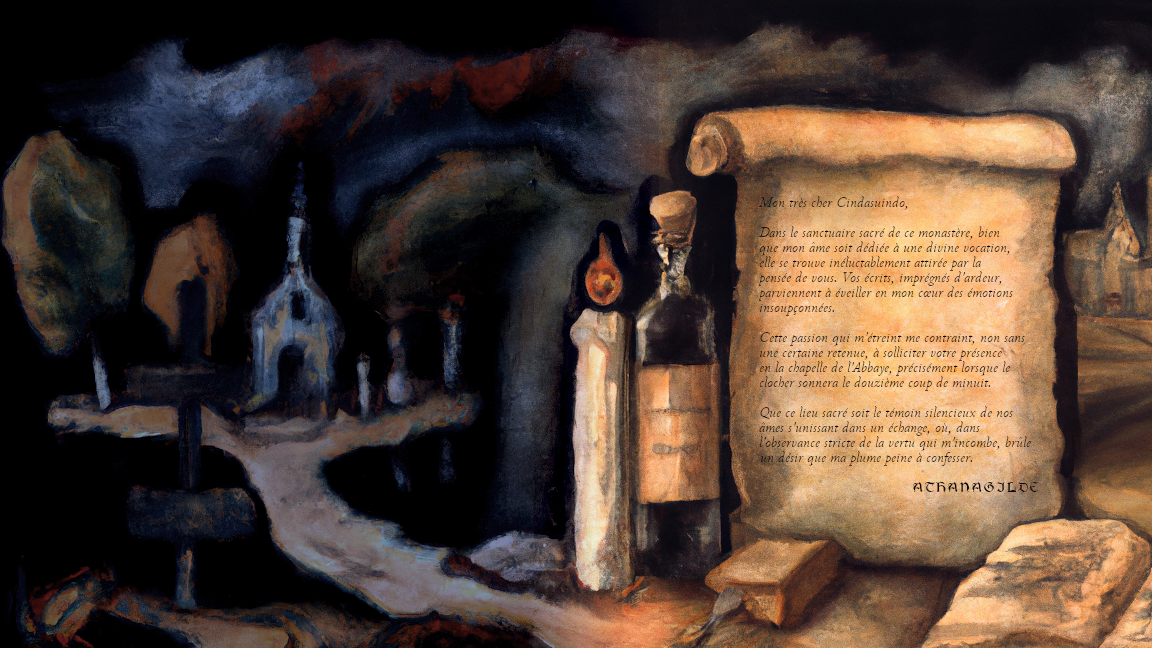 Mon très cher Cindasuindo,
Dans le sanctuaire sacré de ce monastère, bien
que mon âme soit dédiée à une divine vocation,
elle se trouve inéluctablement attirée par la
pensée de vous. Vos écrits, imprégnés d'ardeur,
parviennent à éveiller en mon cœur des émotions
insoupçonnées.
Cette passion qui m'étreint me contraint, non sans
une certaine retenue, à solliciter votre présence
en la chapelle de l'Abbaye, précisément lorsque le
clocher sonnera le douzième coup de minuit.
Que ce lieu sacré soit le témoin silencieux de nos
âmes s'unissant dans un échange, où, dans
l'observance stricte de la vertu qui m'incombe, brûle
un désir que ma plume peine à confesser.
ATHANAGILDE